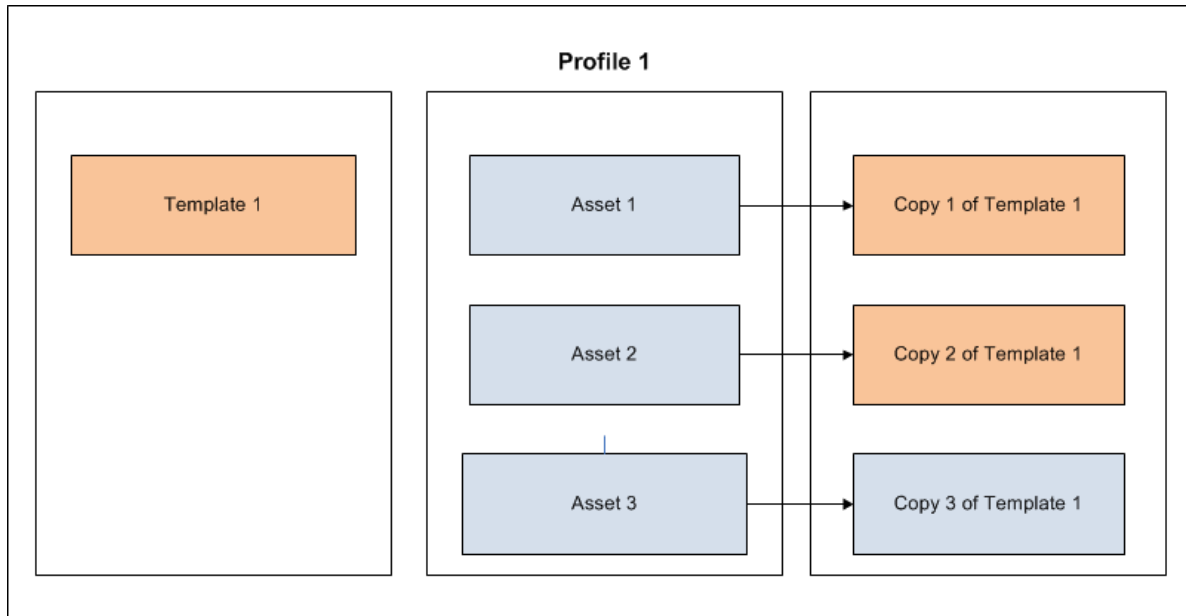 Profile 1
Template 1
Asset 1
Copy 1 of Template 1
Asset 2
Copy 2 of Template 1
Asset 3
Copy 3 of Template 1